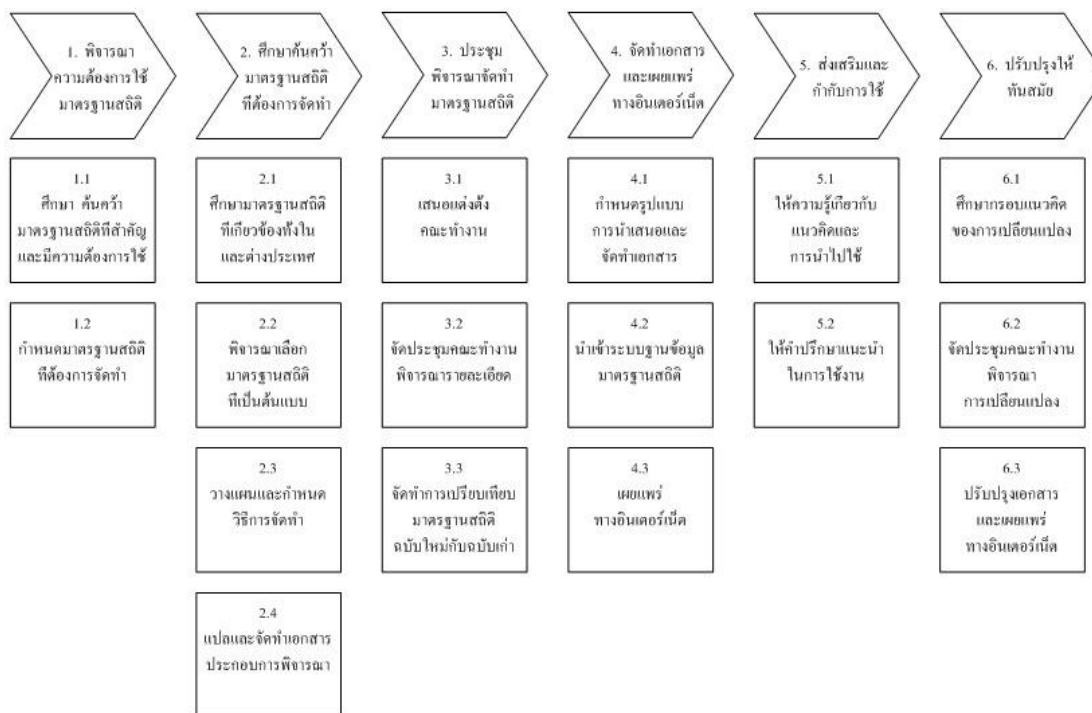 1. พิจารณา
ความต้องการใช้
มาตรฐานสถิติ
2. ศึกษาค้นคว้า
มาตรฐานสถิติ
ที่ต้องการจัดทำ
3. ประชุม
พิจารณาจัดทำ
มาตรฐานสถิติ
4. จัดทำเอกสาร
และเผยแพร่
ทางอินเตอร์เน็ต
5. ส่งเสริมและ
กำกับการใช้
6. ปรับปรุงให้
ทันสมัย
1.1
ศึกษา ค้นคว้า
มาตรฐานสถิติที่สำคัญ
และมีความต้องการใช้
1.2
กำหนดมาตรฐานสถิติ
ที่ต้องการจัดทำ
2.1
ศึกษามาตรฐานสถิติ
ที่เกี่ยวข้องทั้งใน
และต่างประเทศ
2.2
พิจารณาเลือก
มาตรฐานสถิติ
ที่เป็นต้นแบบ
2.3
วางแผนและกำหนด
วิธีการจัดทำ
2.4
แปลและจัดทำเอกสาร
ประกอบการพิจารณา
3.1
เสนอแต่งตั้ง
คณะทำงาน
3.2
จัดประชุมคณะทำงาน
พิจารณารายละเอียด
3.3
จัดทำการเปรียบเทียบ
มาตรฐานสถิติ
ฉบับใหม่กับฉบับเก่า
4.1
กำหนดรูปแบบ
การนำเสนอและ
จัดทำเอกสาร
4.2
นำเข้าระบบฐานข้อมูล
มาตรฐานสถิติ
4.3
เผยแพร่
ทางอินเตอร์เน็ต
5.1
ให้ความรู้เกี่ยวกับ
แนวคิดและ
การนำไปใช้
5.2
ให้คำปรึกษาแนะนำ
ในการใช้งาน
6.1
ศึกษากรอบแนวคิด
ของการเปลี่ยนแปลง
6.2
จัดประชุมคณะทำงาน
พิจารณา
การเปลี่ยนแปลง
6.3
ปรับปรุงเอกสาร
และเผยแพร่
ทางอินเตอร์เน็ต